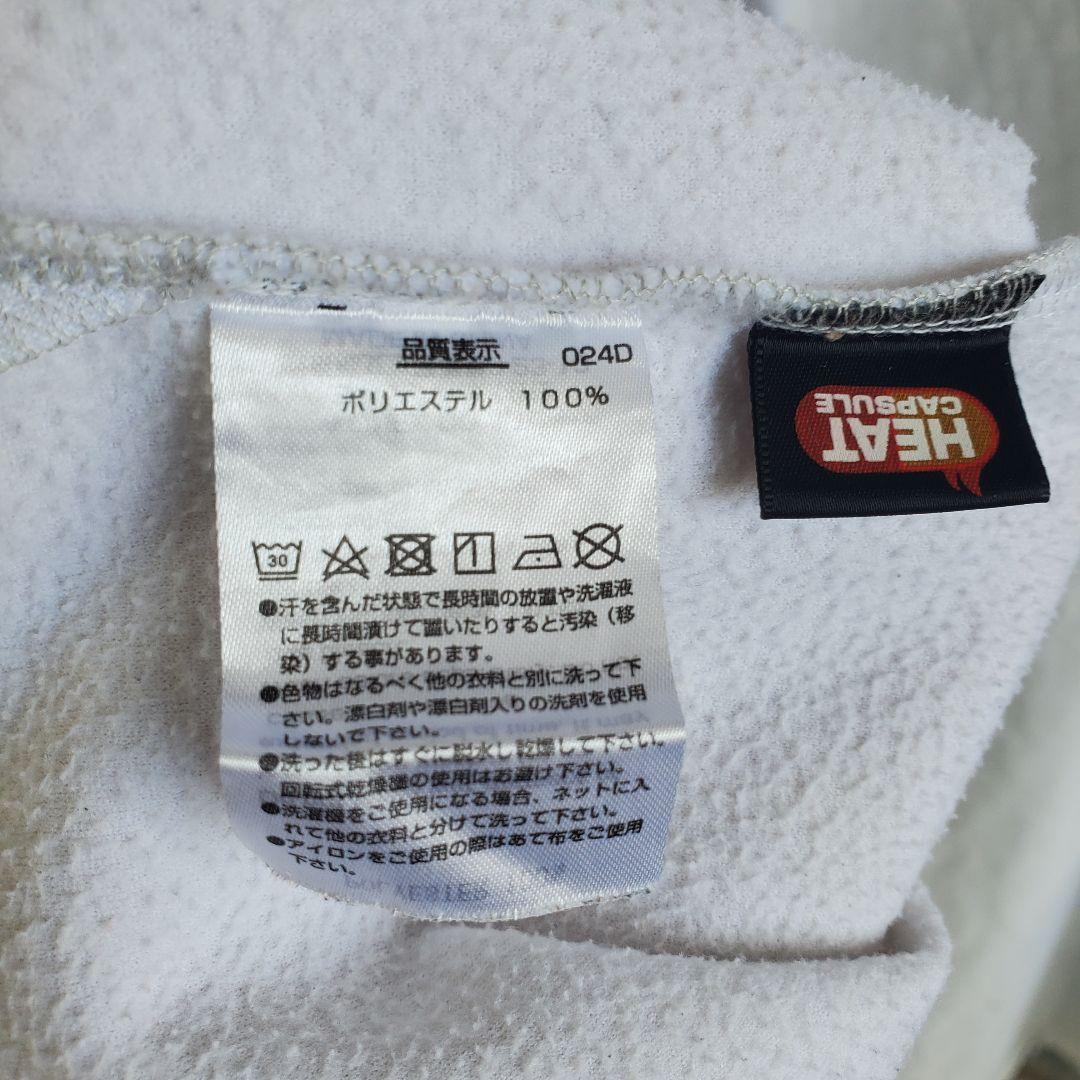 品質表示 024D
ポリエステル 100%
30
●汗を含んだ状態で長時間の放置や洗濯液
に長時間漬けて置いたりすると汚染（移
染）する事があります。
●色物はなるべく他の衣料と別に洗って下
さい。漂白剤や漂白剤入りの洗剤を使用
しないで下さい。
●洗った後はすぐに脱水し乾燥して下さい。
回転式乾燥機の使用はお避け下さい。
●洗濯機をご使用になる場合、ネットに入
れて他の衣料と分けて洗って下さい。
●アイロンをご使用の際はあて布をご使用
下さい。
HEAT
CAPSULE